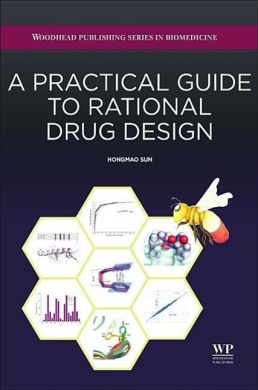 WOODHEAD PUBLISHING SERIES IN BIOMEDICINE
A PRACTICAL GUIDE
TO RATIONAL
DRUG DESIGN
HONGMAO SUN
WP
WOODHEAD
PUBLISHING